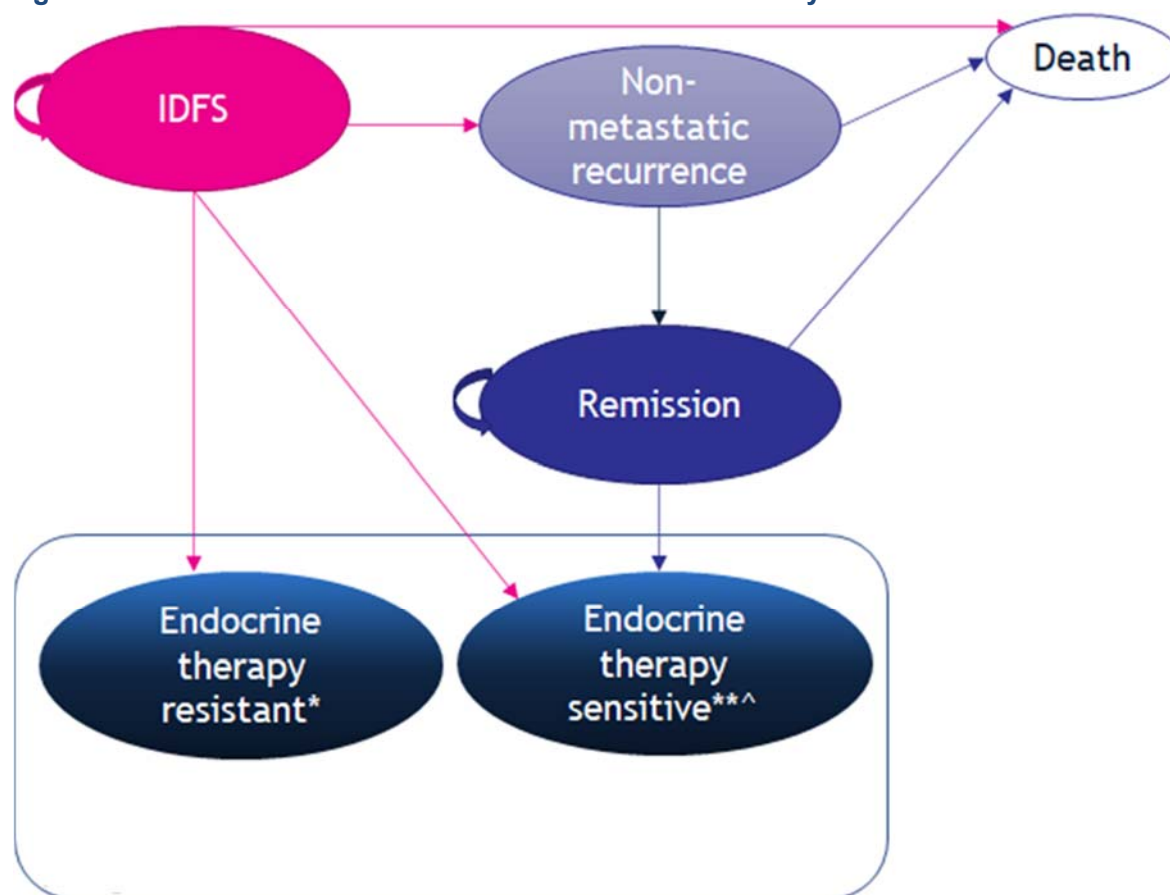 IDFS
Non-
metastatic
recurrence
Death
Remission
Endocrine
therapy
resistant*
Endocrine
therapy
sensitive**^